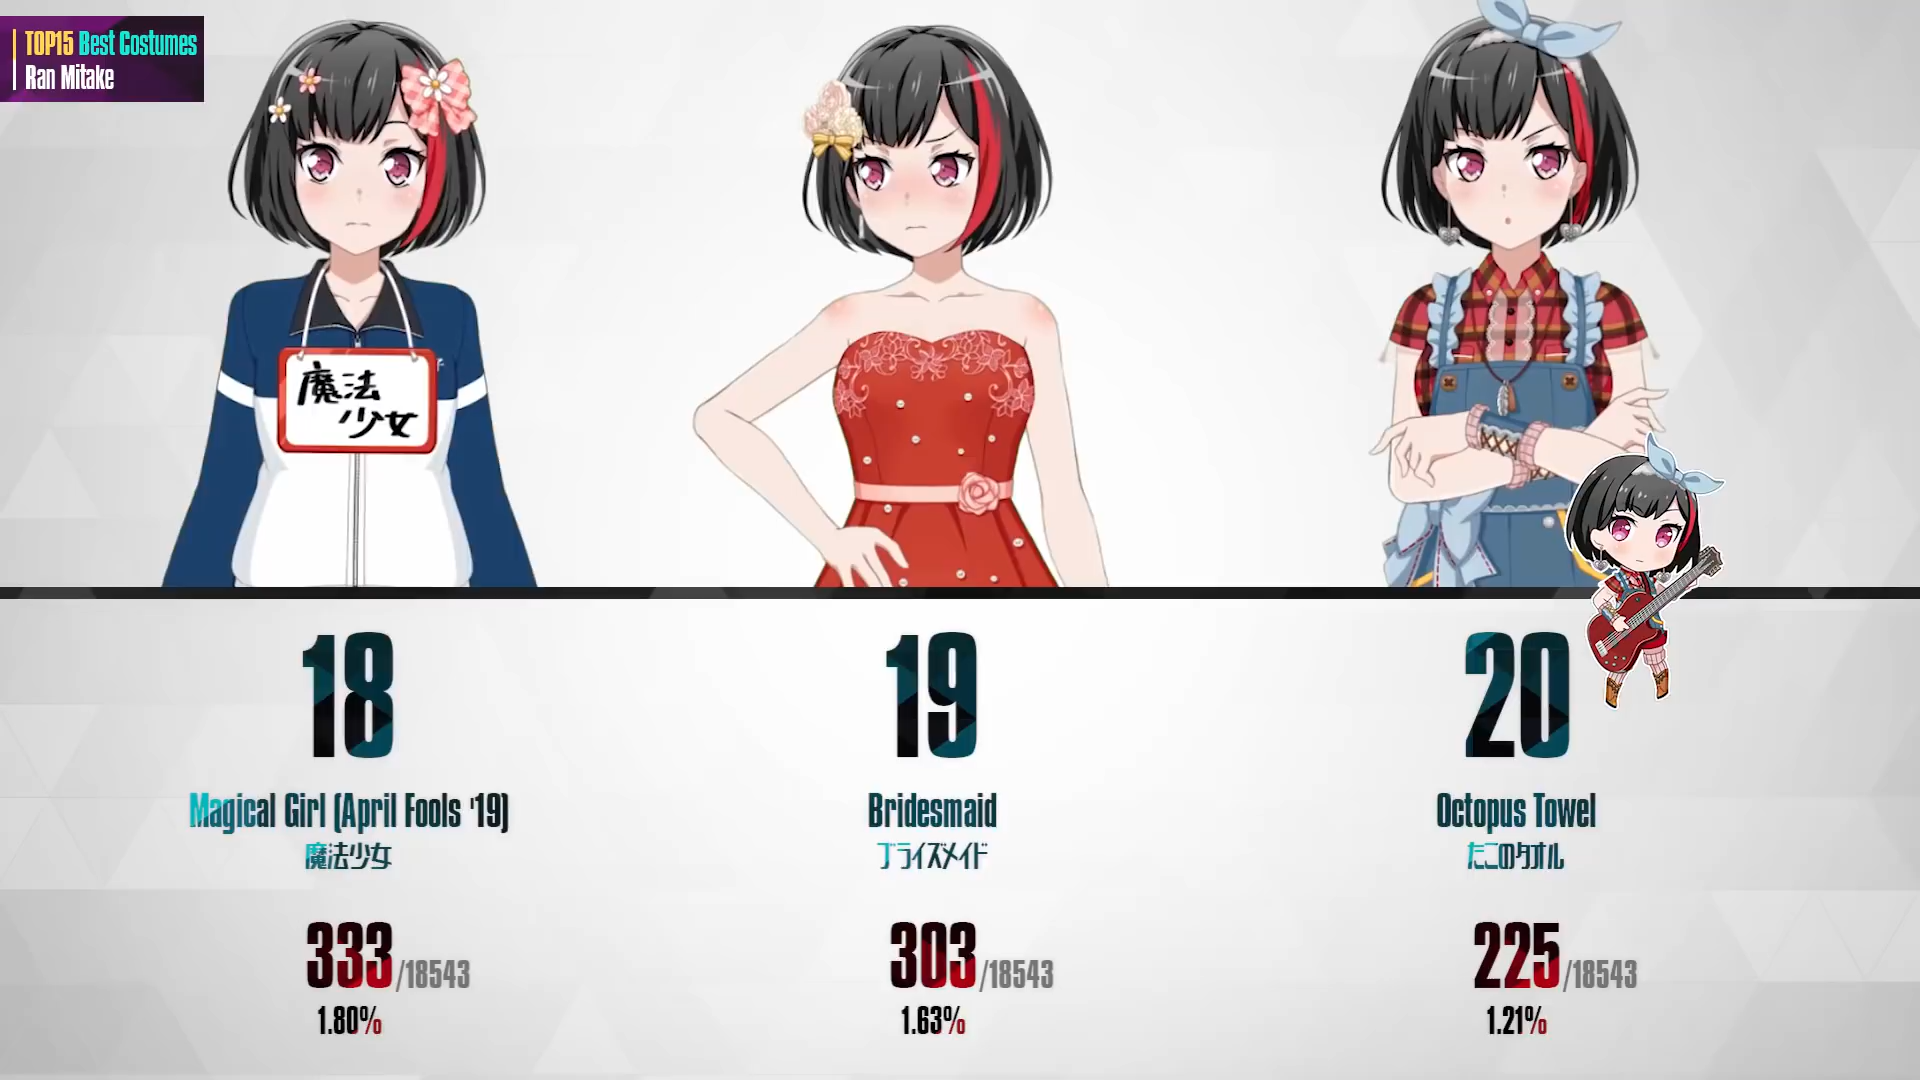 TOP15 Best Costumes
Ran Mitake
魔法
少女
子
18
Magical Girl (April Fools '19)
魔法少女
333/18543
1.80%
19
Bridesmaid
ブライズメイド
303/18543
1.63%
20
Octopus Towel
たこのタオル
225/18543
1.21%